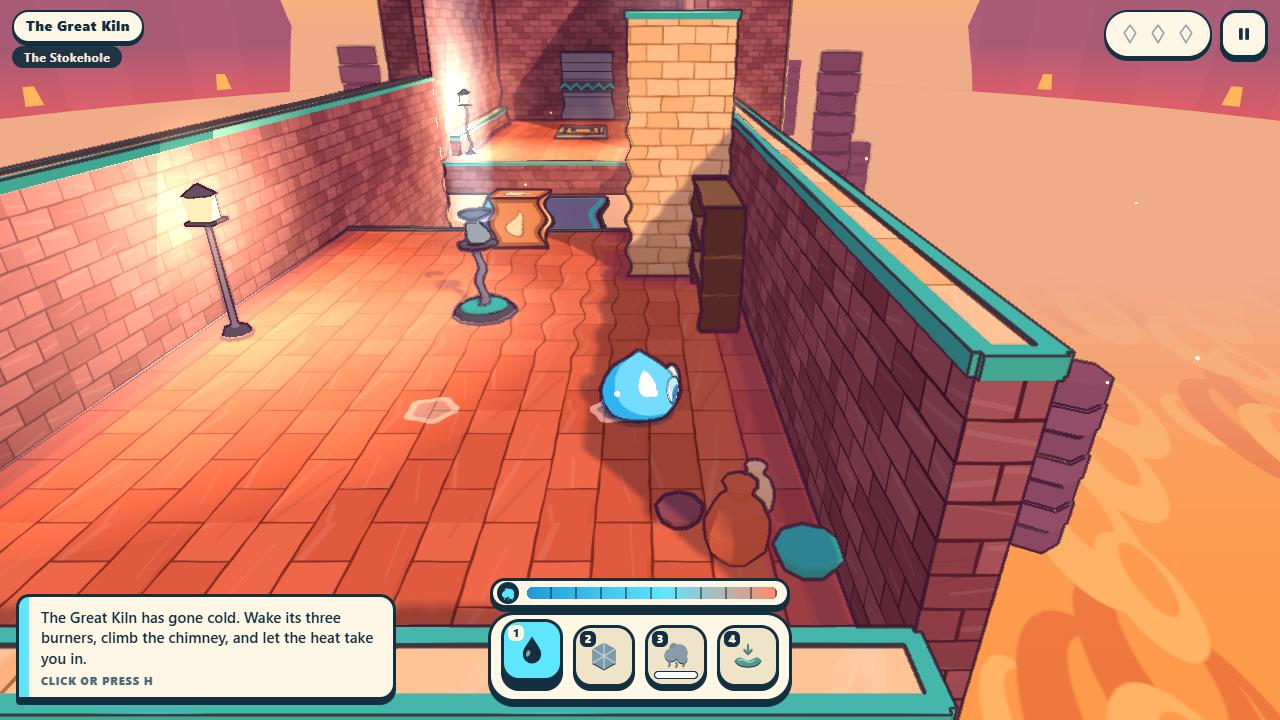 The Great Kiln
The Stokehole
The Great Kiln has gone cold. Wake its three
burners, climb the chimney, and let the heat take
you in.
CLICK OR PRESS H
1
2
3
4